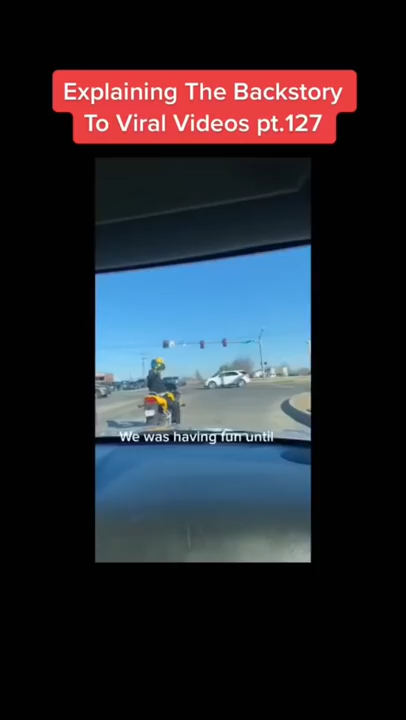 Explaining The Backstory
To Viral Videos pt.127
We was having fun until